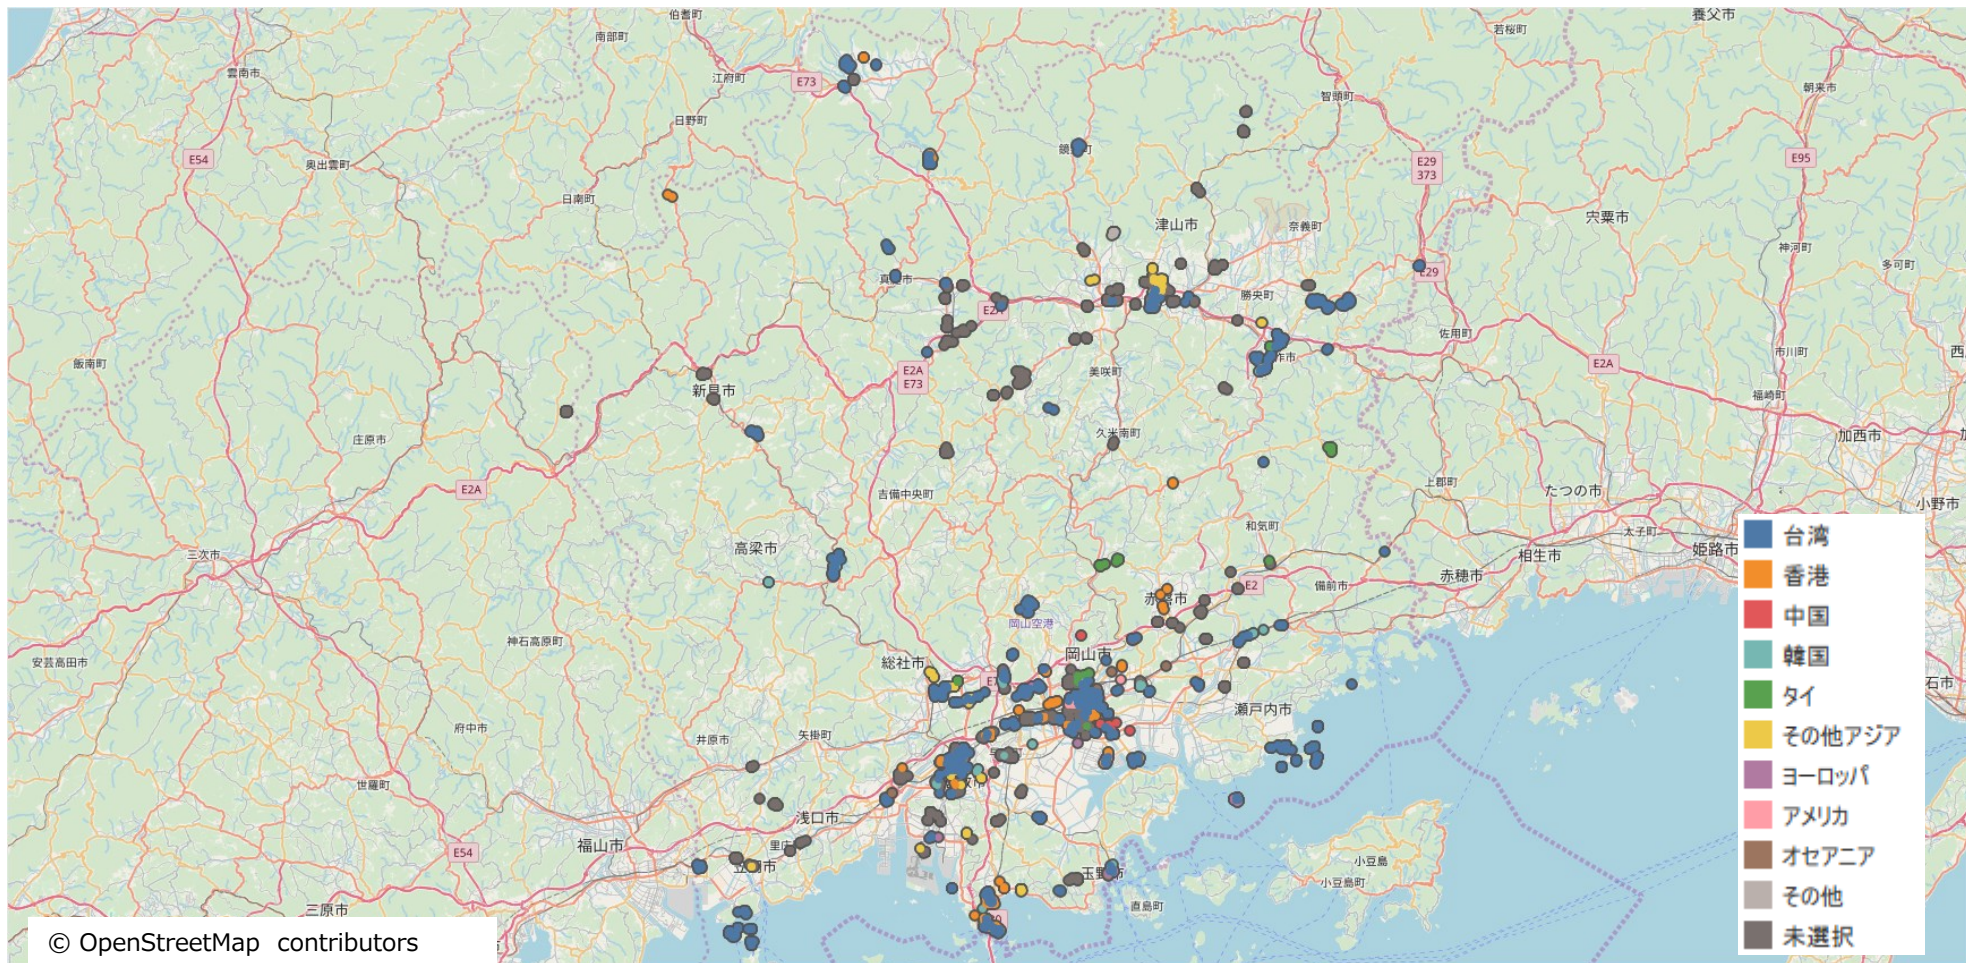 伯耆町
養父市
南部町
若桜町
雲南市
江府町
E73
智頭町
朝来市
日野町
E54
奥出雲町
鏡野町
E29
373
E95
日南町
津山市
奈義町
宍粟市
神河町
多可町
真庭市
E29
勝央町
E2A
佐用町
飯南町
市川町
E2A
E2A
E73
美咲町
新見市
福崎町
庄原市
久米南町
加西市
E2A
吉備中央町
上郡町
たつの市
小野市
和気町
太子町
三次市
高梁市
相生市
姫路市
赤穂市
備前市
E2
赤磐市
岡山空港
神石高原町
安芸高田市
総社市
岡山市
石市
瀬戸内市
府中市
井原市
矢掛町
世羅町
浅口市
福山市
E54
里庄
玉野市
小豆島
小豆島町
直島町
三原市
台湾
香港
中国
韓国
タイ
その他アジア
ヨーロッパ
アメリカ
オセアニア
その他
未選択
© OpenStreetMap contributors